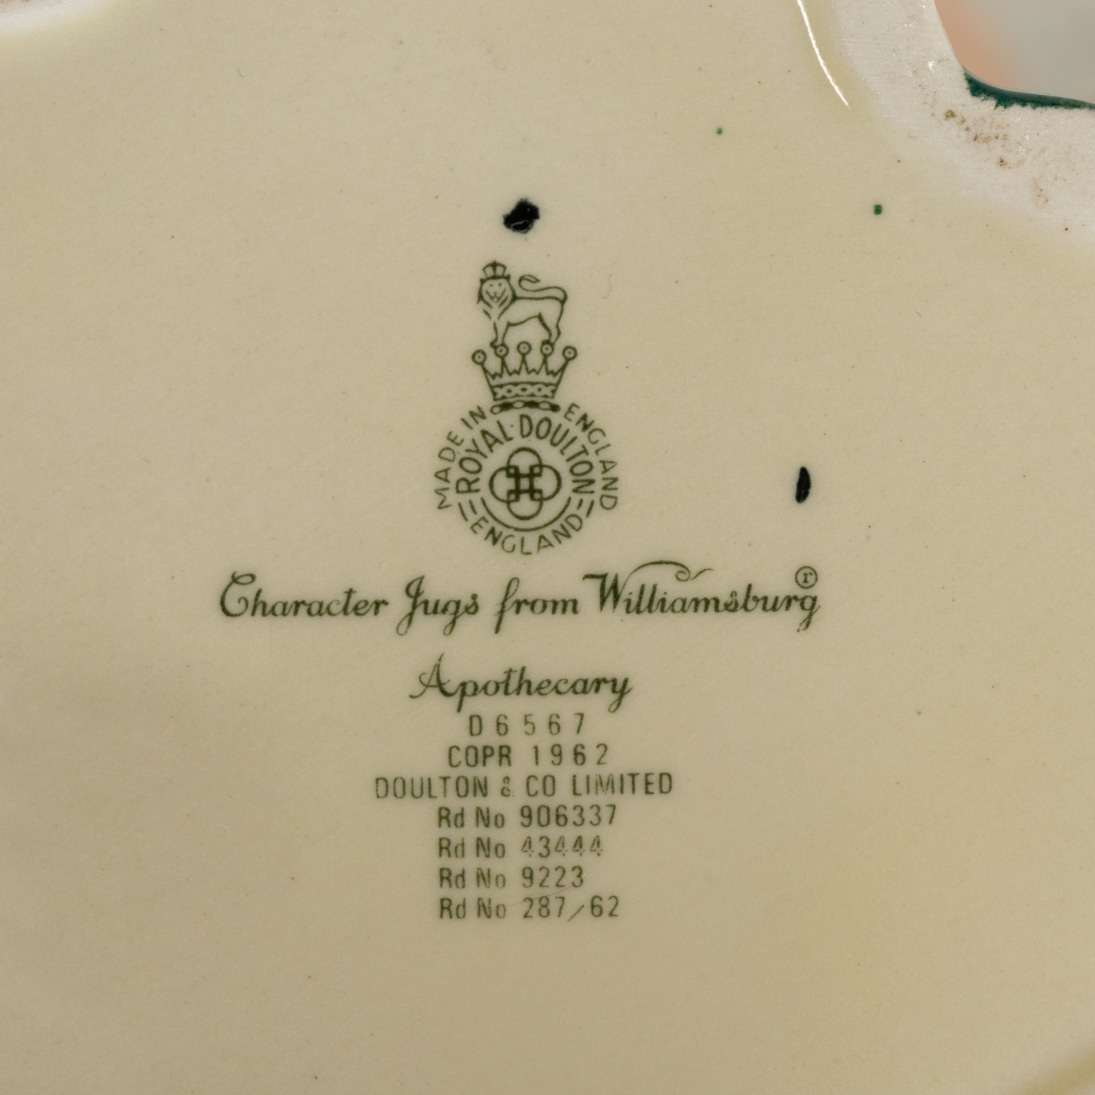 MADE IN ENGLAND
ROYAL DOULTON
ENGLAND
Character Jugs from Williamsburg ®
Apothecary
D 6567
COPR 1962
DOULTON & CO LIMITED
Rd No 906337
Rd No 43444
Rd No 9223
Rd No 287/62